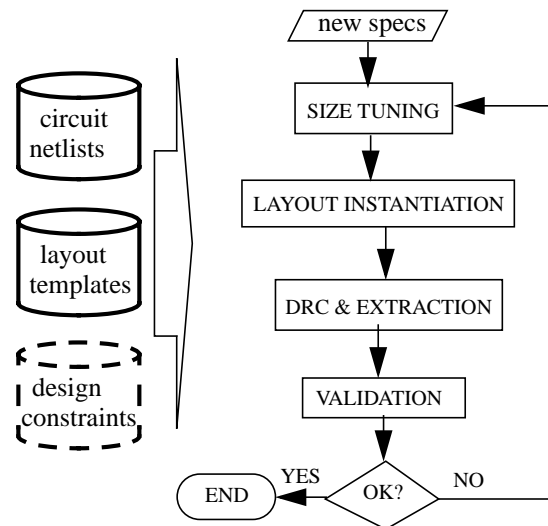 new specs
circuit
netlists
SIZE TUNING
LAYOUT INSTANTIATION
layout
templates
DRC & EXTRACTION
design
constraints
VALIDATION
YES
OK?
NO
END